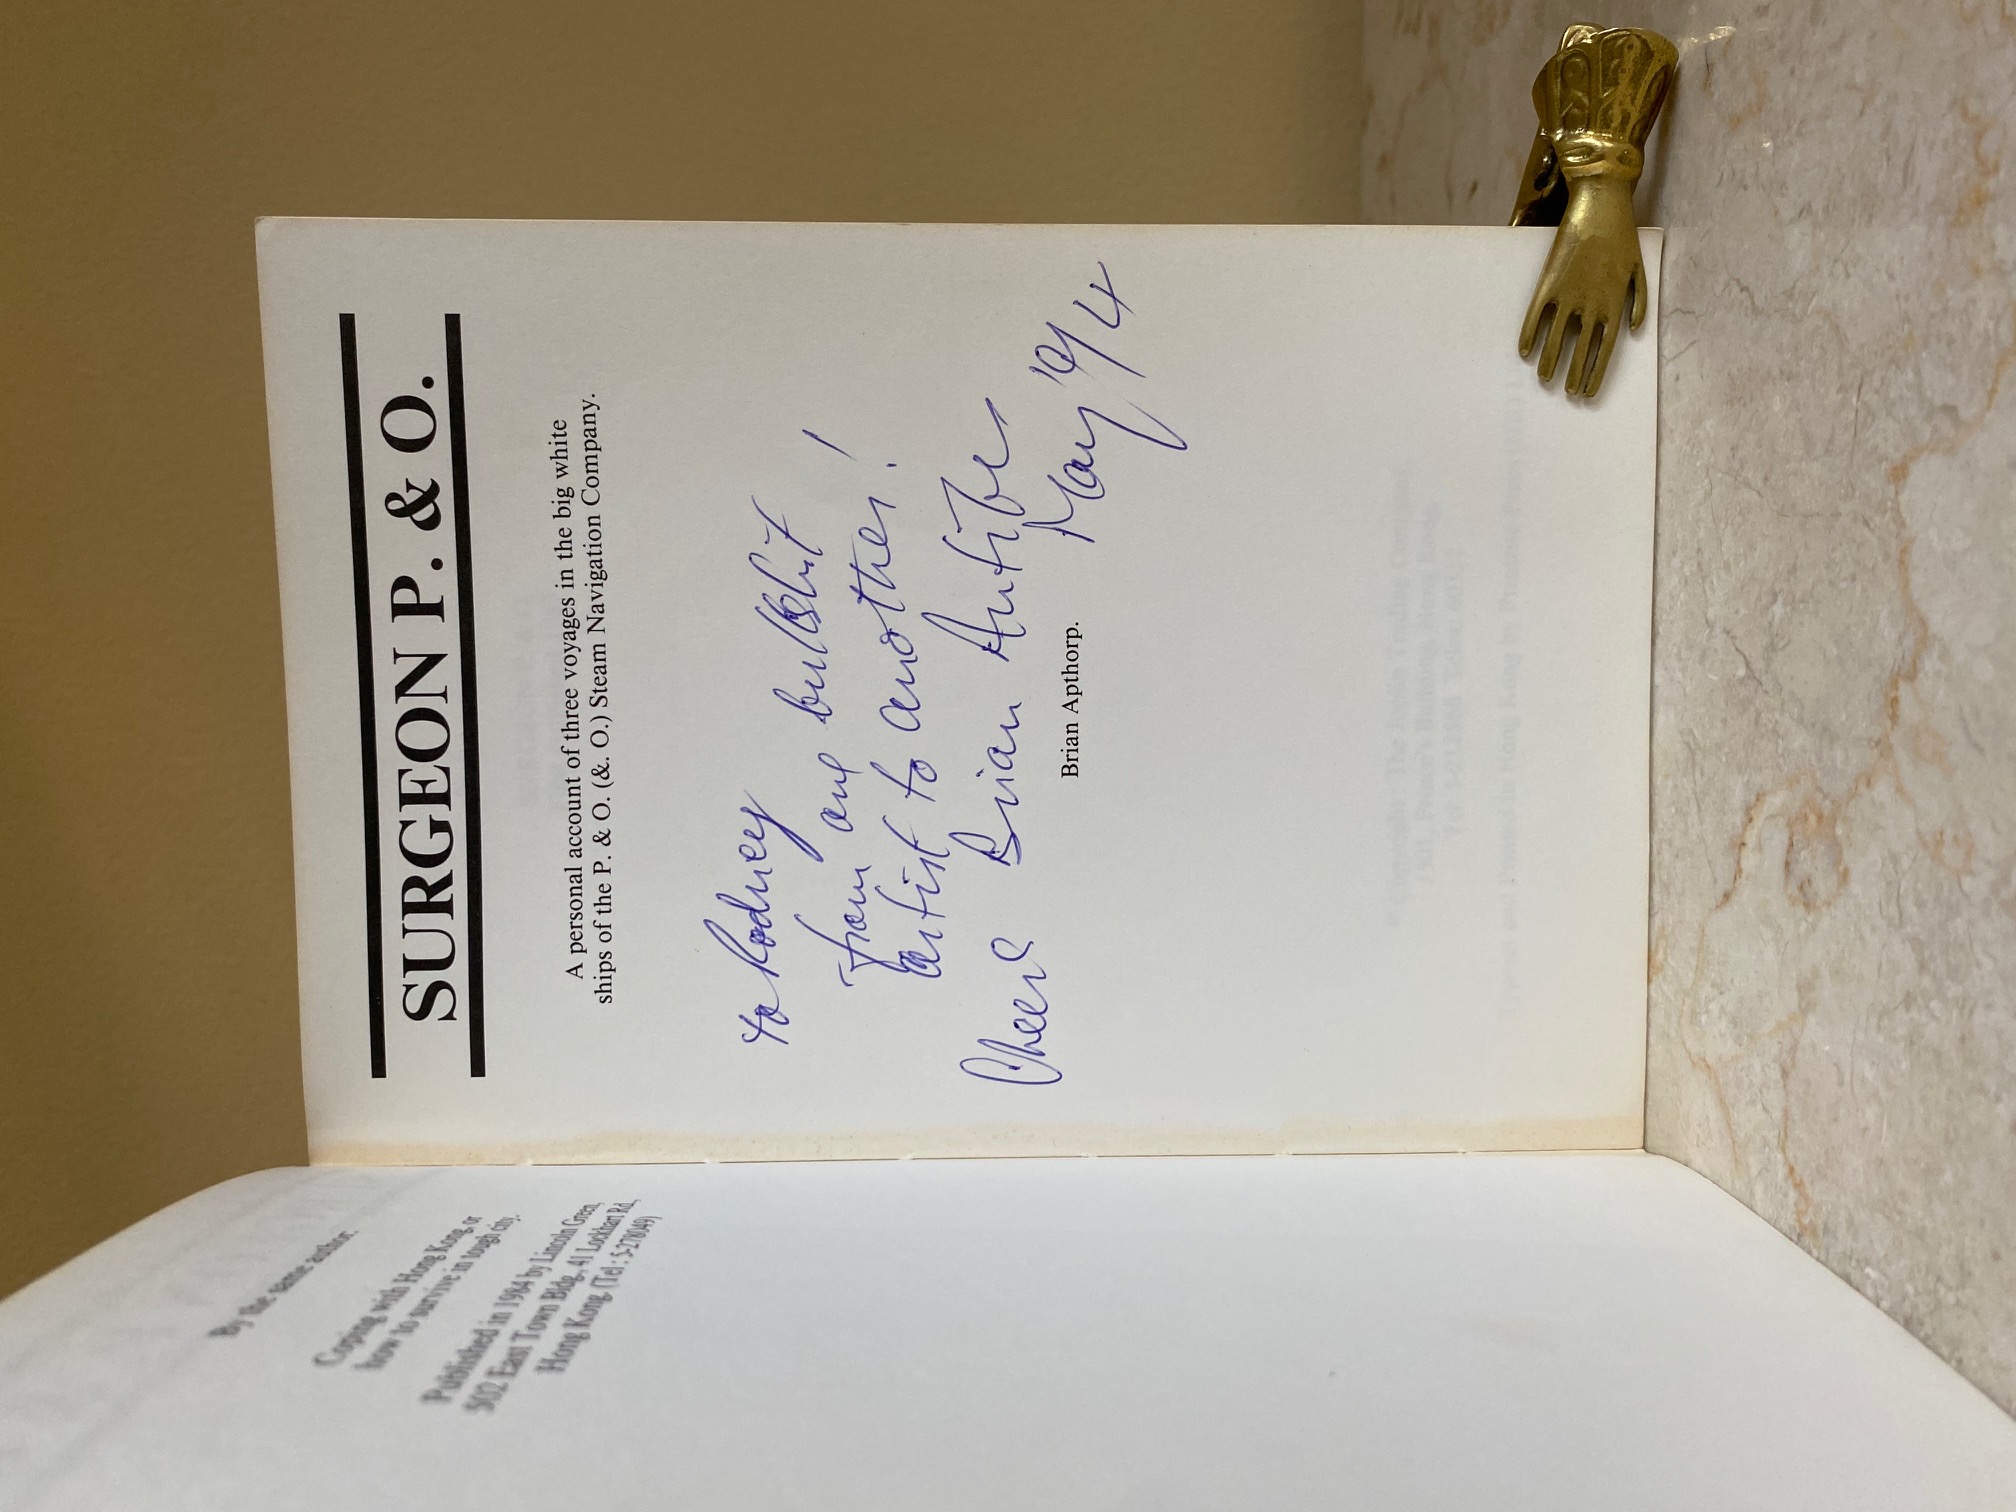 By the same author
Coping with Hong Kong, or
how to survive in tough city.
Published in 1984 by Lincoln Green,
502 East Town Bldg., 41 Lockhart Rd,
Hong Kong. (Tel.: 5-278049)
SURGEON P. & O.
A personal account of three voyages in the big white
ships of the P. & O. (&. O.) Steam Navigation Company.
to Rodney
from one bullshit
artist to another!
Cheers Brian Antibes
May '94
Brian Apthorp.